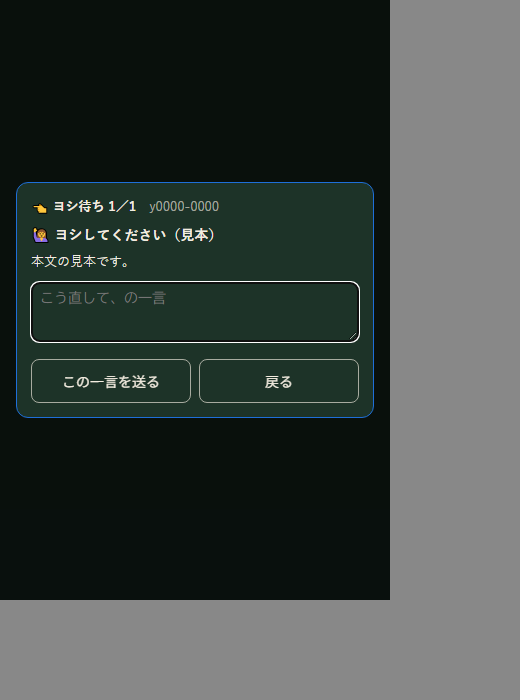 👈 ヨシ待ち 1／1 y0000-0000
🙋‍♀️ ヨシしてください（見本）
本文の見本です。
こう直して、の一言
この一言を送る
戻る